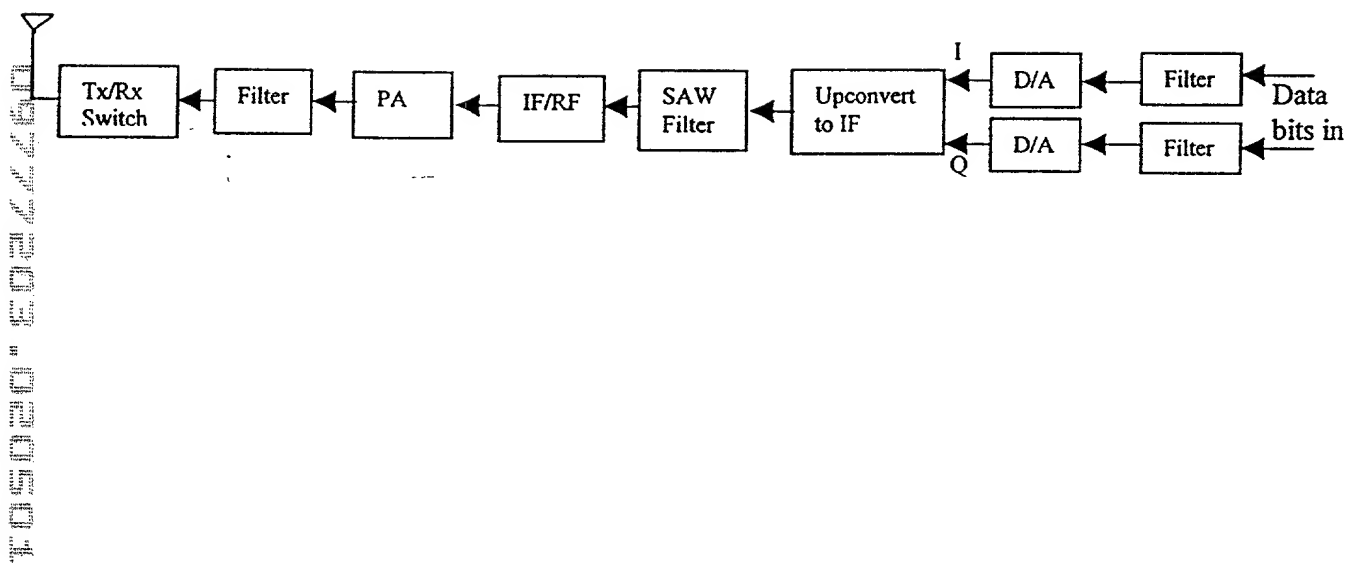 I
Tx/Rx
Switch
Filter
PA
IF/RF
SAW
Filter
Upconvert
to IF
D/A
Filter
Data
bits in
D/A
Filter
Q